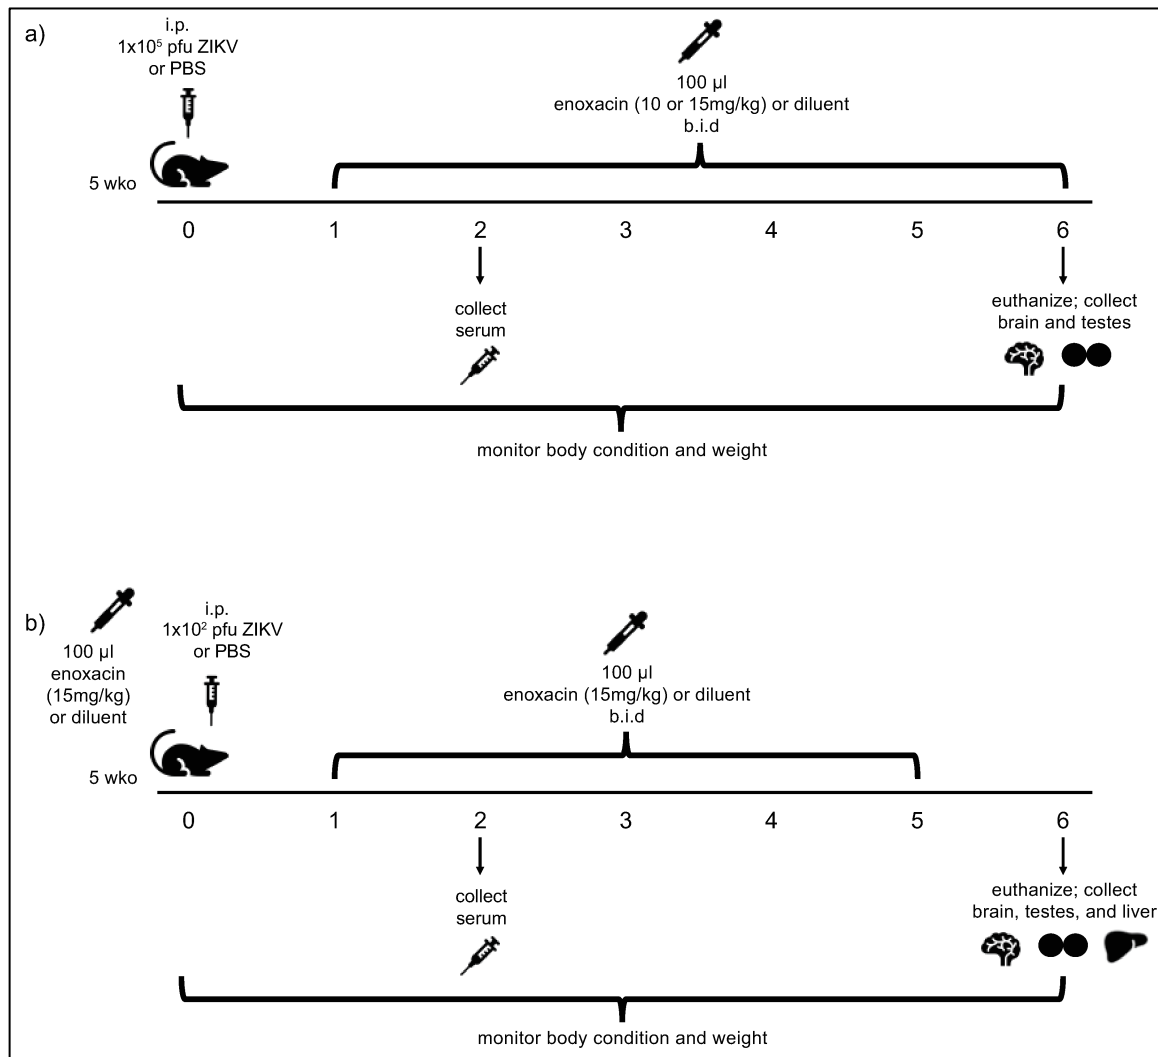 a)
i.p.
1x10⁵ pfu ZIKV
or PBS
100 µl
enoxacin (10 or 15mg/kg) or diluent
b.i.d
5 wko
0 1 2 3 4 5 6
collect
serum
euthanize; collect
brain and testes
monitor body condition and weight
b)
100 µl
enoxacin
(15mg/kg)
or diluent
i.p.
1x10² pfu ZIKV
or PBS
100 µl
enoxacin (15mg/kg) or diluent
b.i.d
5 wko
0 1 2 3 4 5 6
collect
serum
euthanize; collect
brain, testes, and liver
monitor body condition and weight